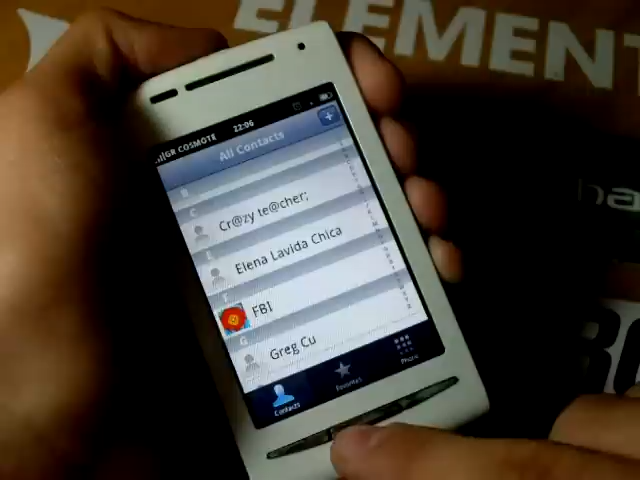 ELEMENT
GR COSMOTE 22:06
All Contacts
C
Cr@zy te@cher;
E
Elena Lavida Chica
F
FBI
G
Greg Cu
Contacts
Favorites
Phone
ba